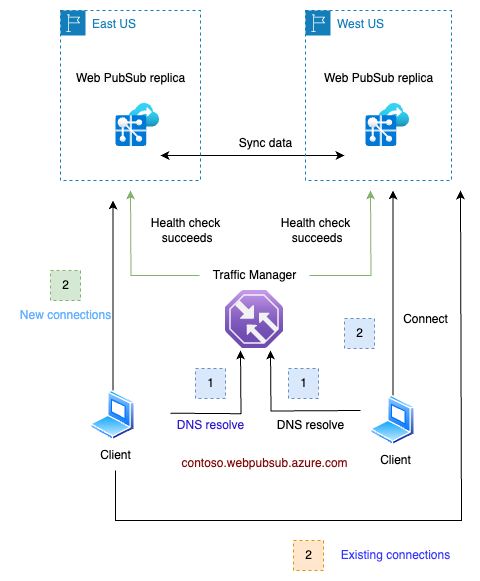 East US
West US
Web PubSub replica
Web PubSub replica
Sync data
Health check
succeeds
Health check
succeeds
Traffic Manager
2
New connections
2
Connect
1
1
DNS resolve
DNS resolve
Client
Client
contoso.webpubsub.azure.com
2
Existing connections